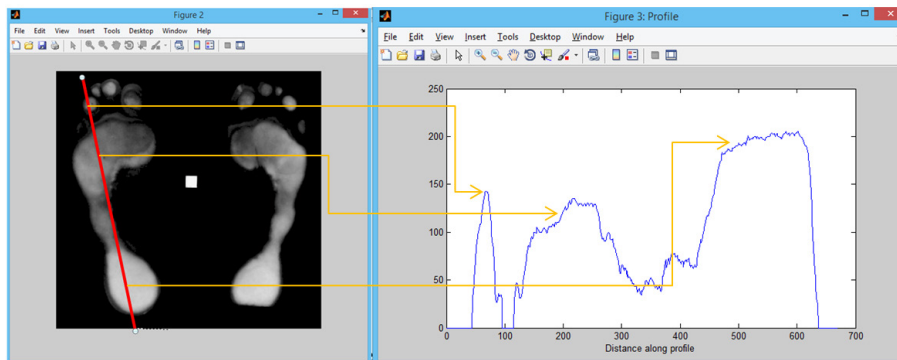 Figure 2
File Edit View Insert Tools Desktop Window Help
Figure 3: Profile
File Edit View Insert Tools Desktop Window Help
250
200
150
100
50
0
0 100 200 300 400 500 600 700
Distance along profile